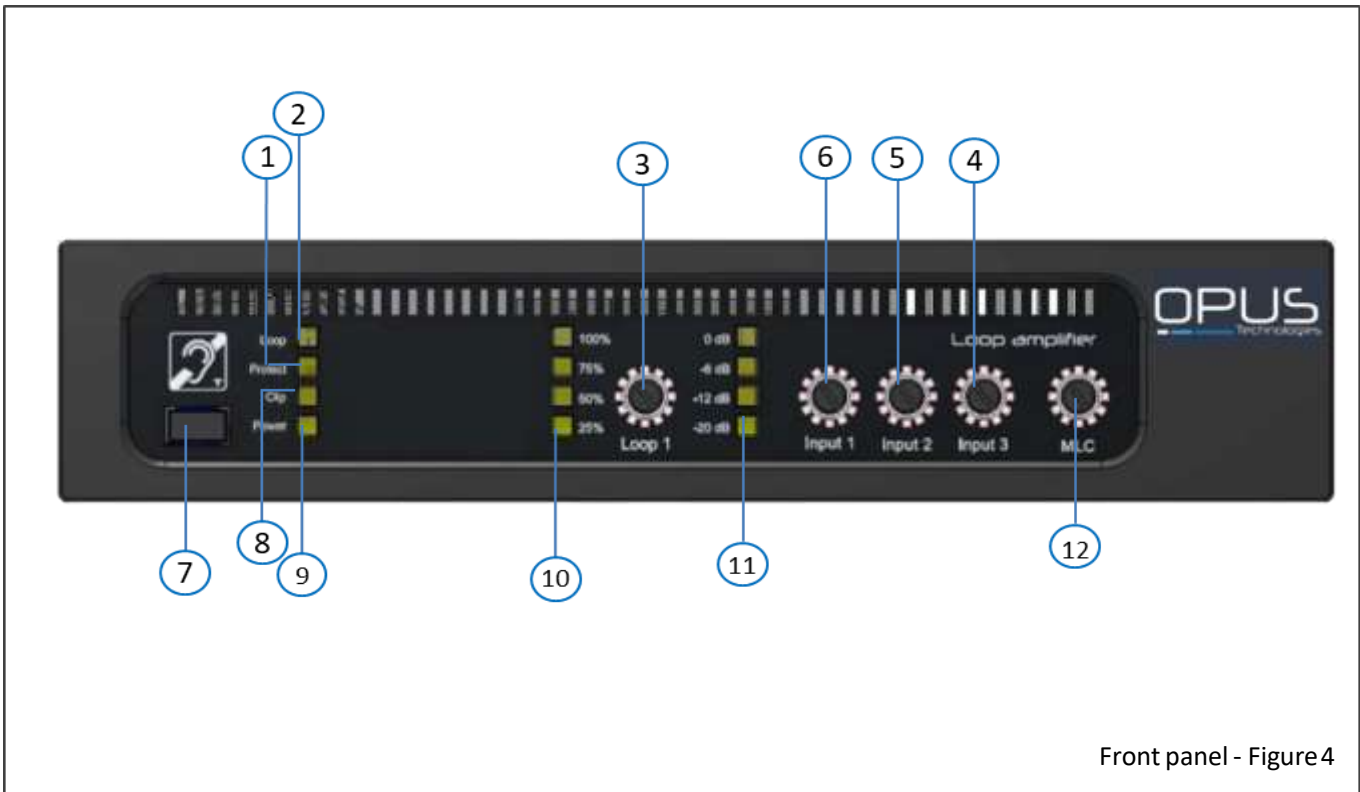 2
1
3
6
5
4
OPUS
Technologies
Loop
100%
0 dB
Loop amplifier
Protect
75%
-6 dB
Clip
50%
-12 dB
T
Power
25%
-20 dB
Loop 1
Input 1
Input 2
Input 3
MLC
7
8
9
10
11
12
Front panel - Figure 4